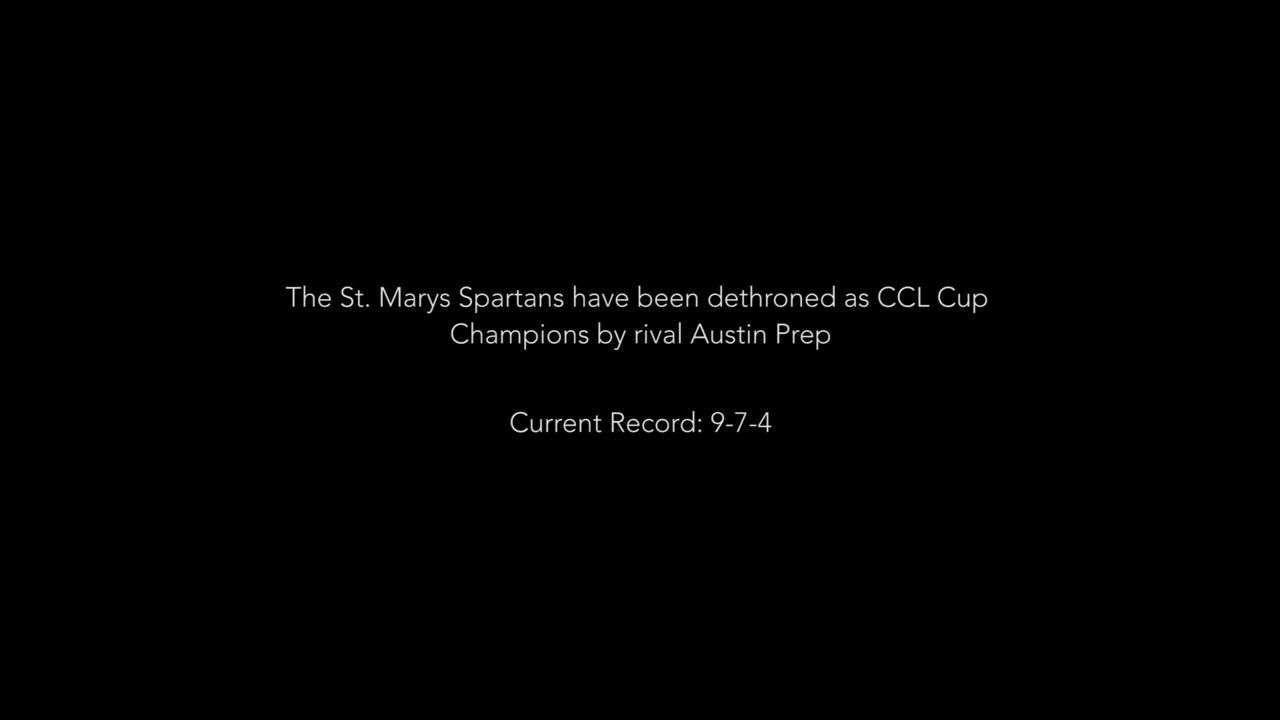 The St. Marys Spartans have been dethroned as CCL Cup
Champions by rival Austin Prep
Current Record: 9-7-4